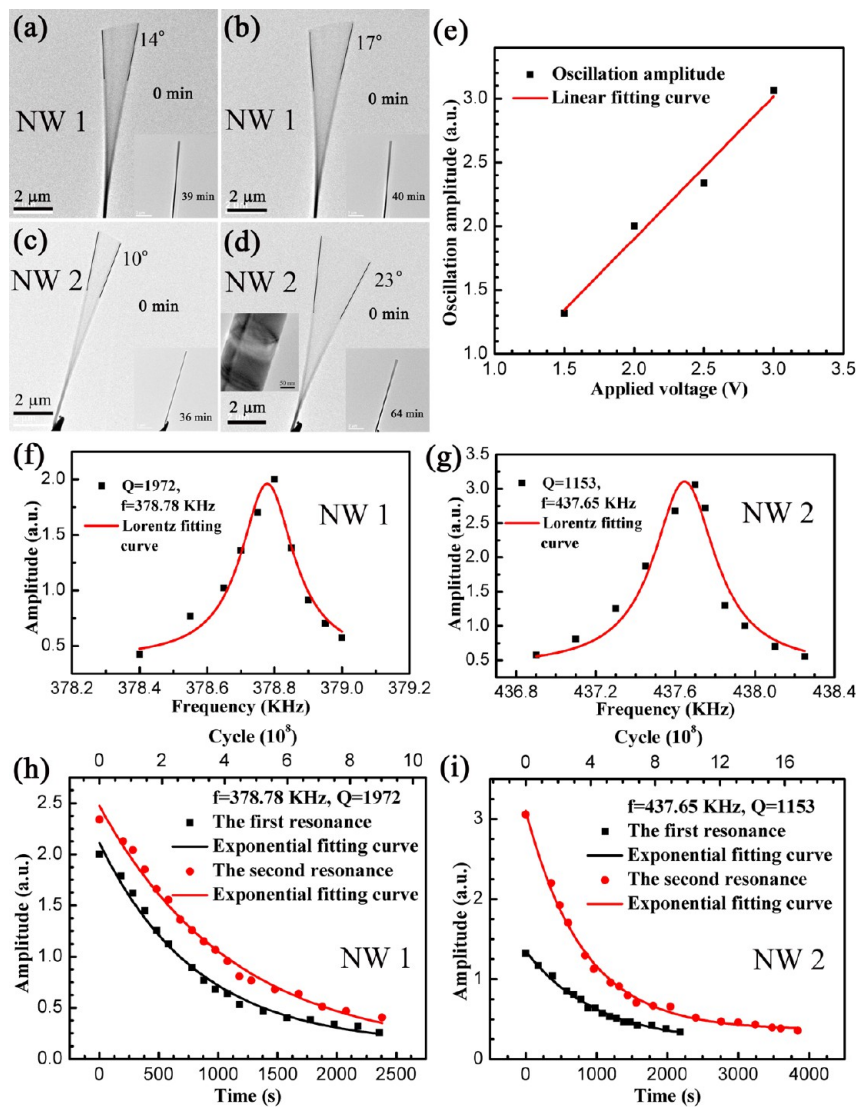 (a)
14°
0 min
NW 1
2 μm
39 min
(b)
17°
0 min
NW 1
2 μm
40 min
(c)
10°
NW 2
0 min
2 μm
36 min
(d)
NW 2
23°
0 min
50 nm
2 μm
64 min
(e)
Oscillation amplitude
Linear fitting curve
Oscillation amplitude (a.u.)
3.0
2.5
2.0
1.5
1.0
1.0 1.5 2.0 2.5 3.0 3.5
Applied voltage (V)
(f)
Q=1972,
f=378.78 KHz
Lorentz fitting
curve
NW 1
Amplitude (a.u.)
2.0
1.5
1.0
0.5
378.2 378.4 378.6 378.8 379.0 379.2
Frequency (KHz)
(g)
Q=1153,
f=437.65 KHz
Lorentz fitting
curve
NW 2
Amplitude (a.u.)
3.5
3.0
2.5
2.0
1.5
1.0
0.5
436.8 437.2 437.6 438.0 438.4
Frequency (KHz)
(h)
Cycle (10⁸)
0 2 4 6 8 10
f=378.78 KHz, Q=1972
The first resonance
Exponential fitting curve
The second resonance
Exponential fitting curve
NW 1
Amplitude (a.u.)
2.5
2.0
1.5
1.0
0.5
0.0
0 500 1000 1500 2000 2500
Time (s)
(i)
Cycle (10⁸)
0 4 8 12 16
f=437.65 KHz, Q=1153
The first resonance
Exponential fitting curve
The second resonance
Exponential fitting curve
NW 2
Amplitude (a.u.)
3
2
1
0
0 1000 2000 3000 4000
Time (s)